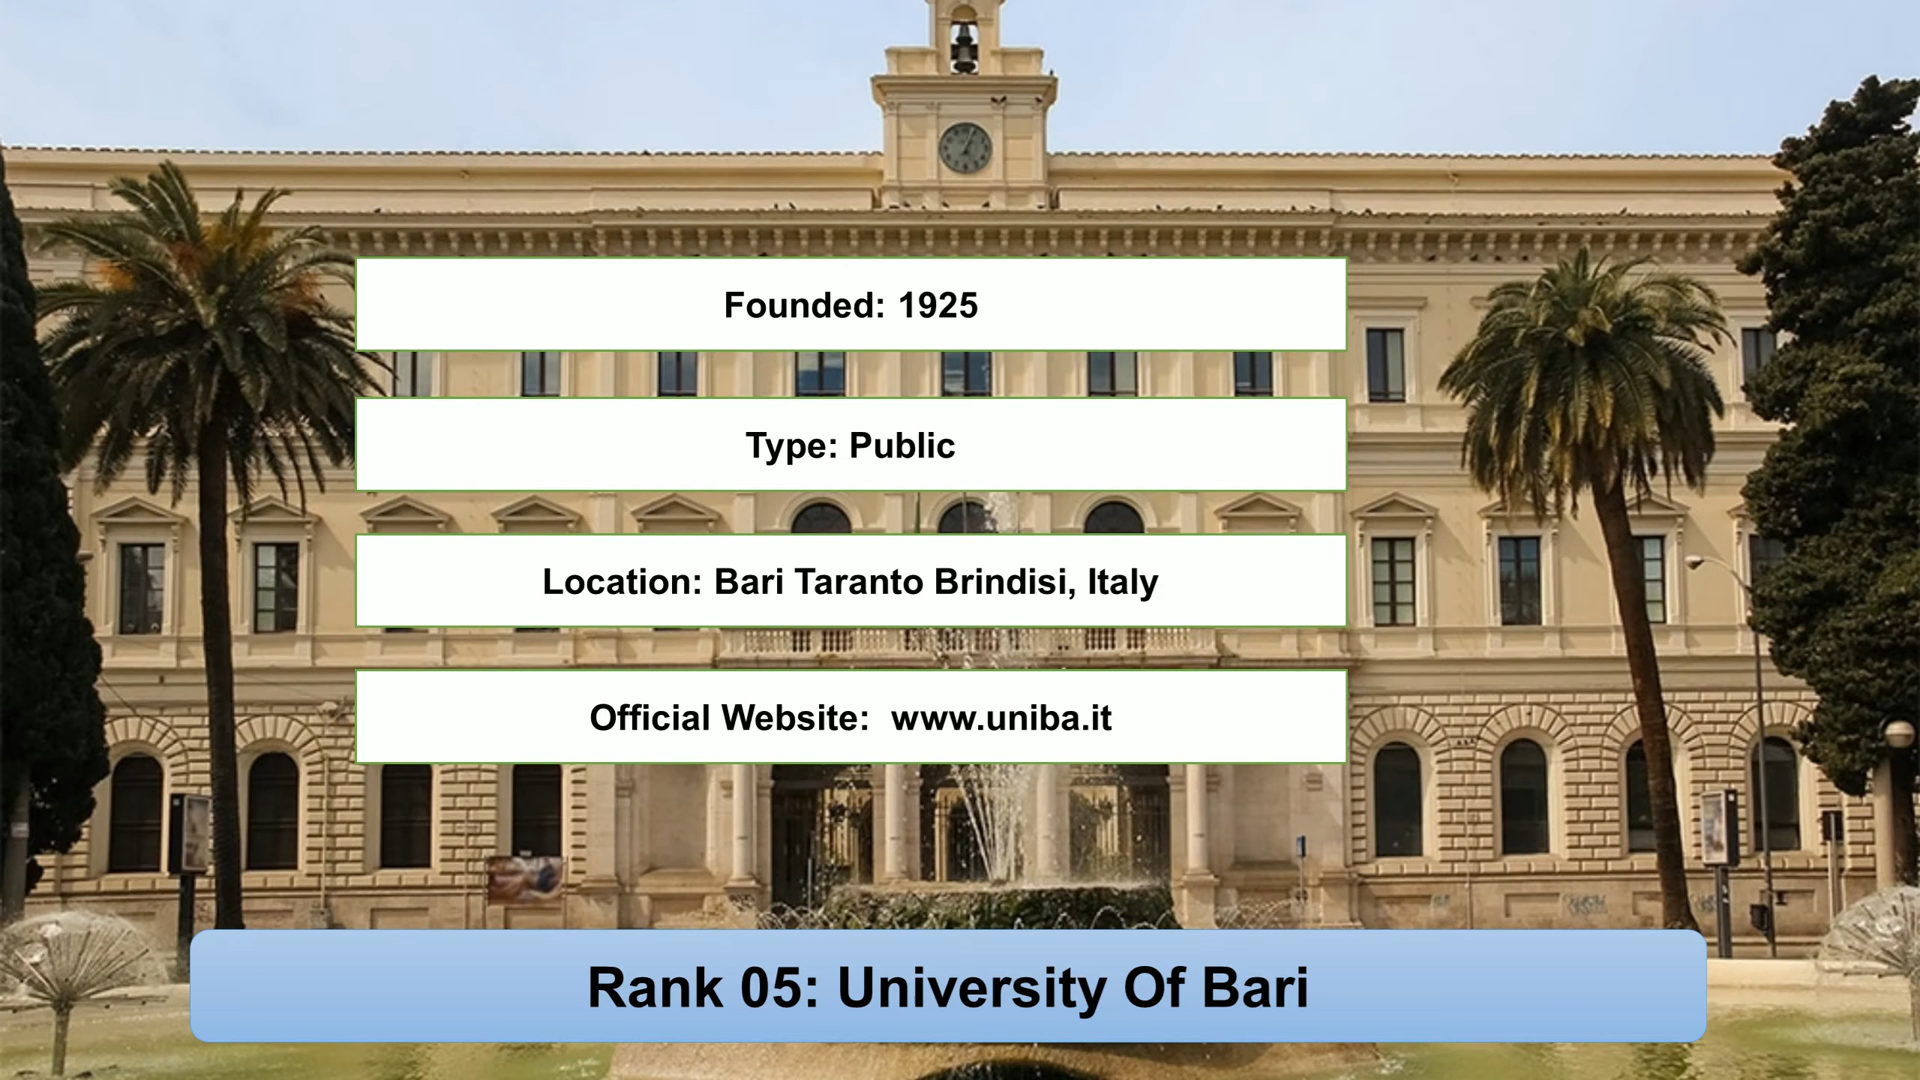 Founded: 1925
Type: Public
Location: Bari Taranto Brindisi, Italy
Official Website:  www.uniba.it
Rank 05: University Of Bari